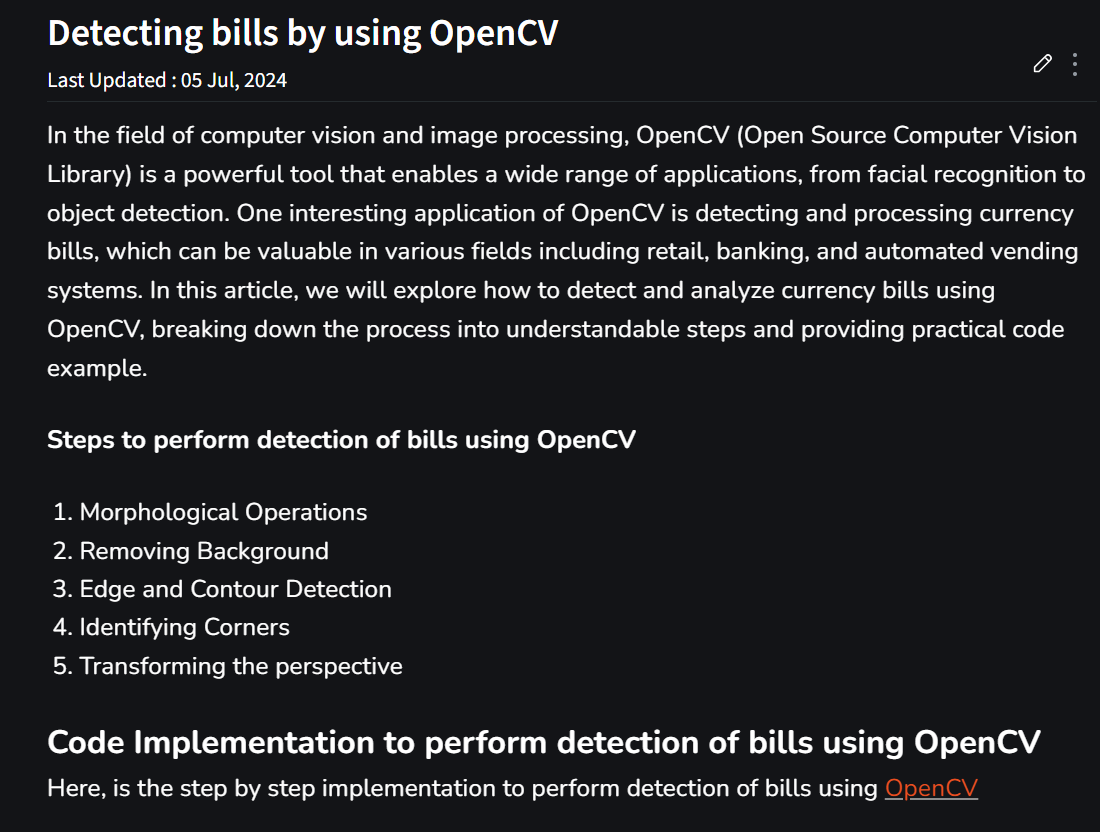 Detecting bills by using OpenCV
Last Updated : 05 Jul, 2024
In the field of computer vision and image processing, OpenCV (Open Source Computer Vision
Library) is a powerful tool that enables a wide range of applications, from facial recognition to
object detection. One interesting application of OpenCV is detecting and processing currency
bills, which can be valuable in various fields including retail, banking, and automated vending
systems. In this article, we will explore how to detect and analyze currency bills using
OpenCV, breaking down the process into understandable steps and providing practical code
example.
Steps to perform detection of bills using OpenCV
1. Morphological Operations
2. Removing Background
3. Edge and Contour Detection
4. Identifying Corners
5. Transforming the perspective
Code Implementation to perform detection of bills using OpenCV
Here, is the step by step implementation to perform detection of bills using OpenCV